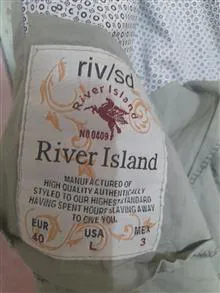 riv/sd
River Island
No 0409
River Island
MANUFACTURED OF
HIGH QUALITY AUTHENTICALLY
STYLED TO OUR HIGHEST STANDARD
HAVING SPENT HOURS SLAVING AWAY
TO GIVE YOU.
EUR USA MEX
40 L 3